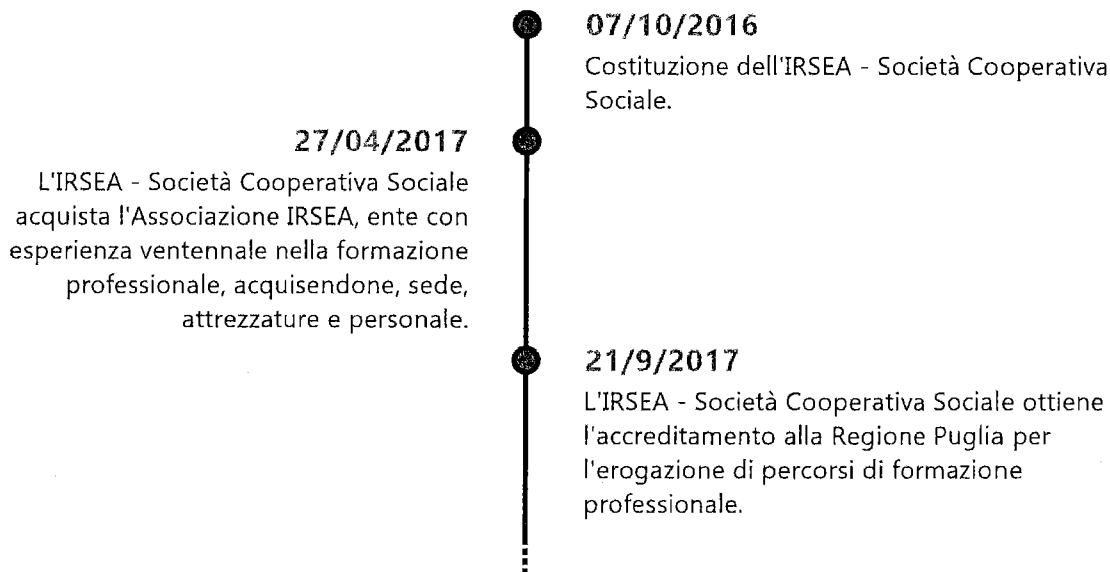 07/10/2016
Costituzione dell'IRSEA - Società Cooperativa
Sociale.
27/04/2017
L'IRSEA - Società Cooperativa Sociale
acquista l'Associazione IRSEA, ente con
esperienza ventennale nella formazione
professionale, acquisendone, sede,
attrezzature e personale.
21/9/2017
L'IRSEA - Società Cooperativa Sociale ottiene
l'accreditamento alla Regione Puglia per
l'erogazione di percorsi di formazione
professionale.